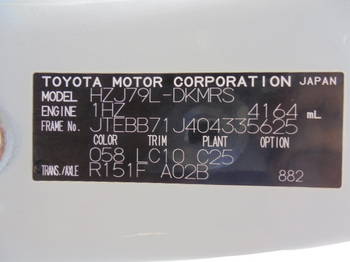 TOYOTA MOTOR CORPORATION JAPAN
MODEL HZJ79L-DKMRS
ENGINE 1HZ 4164 mL
FRAME No. JTEBB71J404335625
COLOR TRIM PLANT OPTION
058 LC10 C25
TRANS./AXLE R151F A02B 882